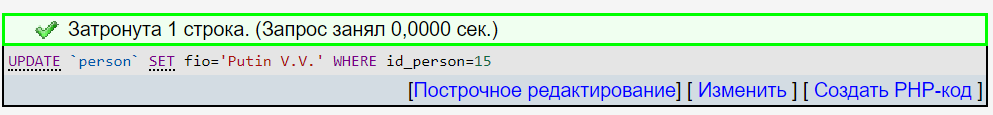 Затронута 1 строка. (Запрос занял 0,0000 сек.)
UPDATE `person` SET fio='Putin V.V.' WHERE id_person=15
[Построчное редактирование] [ Изменить ] [ Создать PHP-код ]